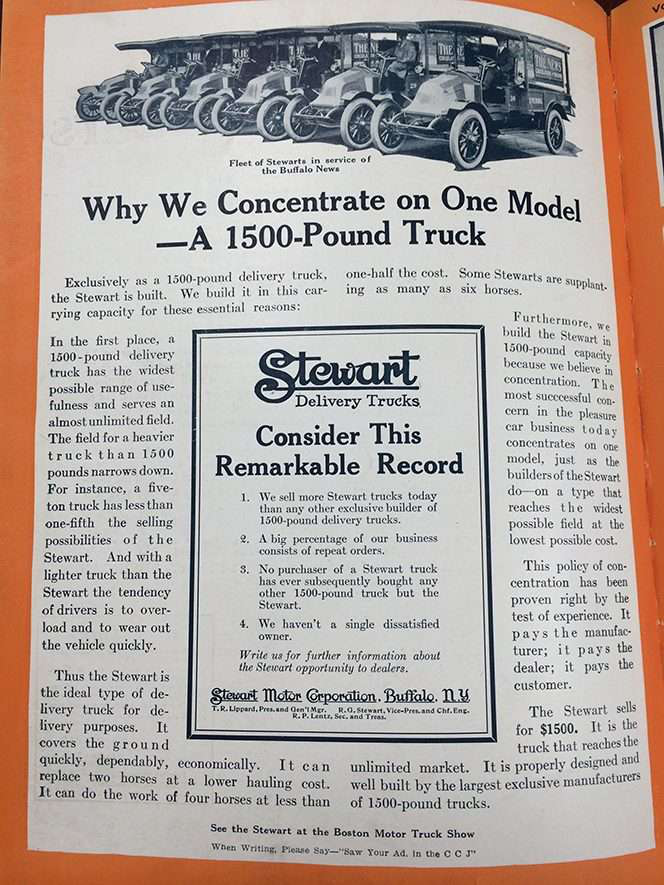 THE NEWS
THE
THE
THE NEWS
Fleet of Stewarts in service of
the Buffalo News
Why We Concentrate on One Model
—A 1500-Pound Truck
Exclusively as a 1500-pound delivery truck,
the Stewart is built. We build it in this car-
rying capacity for these essential reasons:
In the first place, a
1500-pound delivery
truck has the widest
possible range of use-
fulness and serves an
almost unlimited field.
The field for a heavier
truck than 1500
pounds narrows down.
For instance, a five-
ton truck has less than
one-fifth the selling
possibilities of the
Stewart. And with a
lighter truck than the
Stewart the tendency
of drivers is to over-
load and to wear out
the vehicle quickly.
Thus the Stewart is
the ideal type of de-
livery truck for de-
livery purposes. It
covers the ground
quickly, dependably, economically. It can
replace two horses at a lower hauling cost.
It can do the work of four horses at less than
one-half the cost. Some Stewarts are supplant-
ing as many as six horses.
Furthermore, we
build the Stewart in
1500-pound capacity
because we believe in
concentration. The
most succcessful con-
cern in the pleasure
car business today
concentrates on one
model, just as the
builders of the Stewart
do—on a type that
reaches the widest
possible field at the
lowest possible cost.
This policy of con-
centration has been
proven right by the
test of experience. It
pays the manufac-
turer; it pays the
dealer; it pays the
customer.
The Stewart sells
for $1500. It is the
truck that reaches the
unlimited market. It is properly designed and
well built by the largest exclusive manufacturers
of 1500-pound trucks.
Stewart
Delivery Trucks
Consider This
Remarkable Record
1. We sell more Stewart trucks today
than any other exclusive builder of
1500-pound delivery trucks.
2. A big percentage of our business
consists of repeat orders.
3. No purchaser of a Stewart truck
has ever subsequently bought any
other 1500-pound truck but the
Stewart.
4. We haven't a single dissatisfied
owner.
Write us for further information about
the Stewart opportunity to dealers.
Stewart Motor Corporation, Buffalo, N.Y.
T. R. Lippard, Pres. and Gen'l Mgr. R. G. Stewart, Vice-Pres. and Chf. Eng.
R. P. Lentz, Sec. and Treas.
See the Stewart at the Boston Motor Truck Show
When Writing, Please Say—"Saw Your Ad. in the C C J"